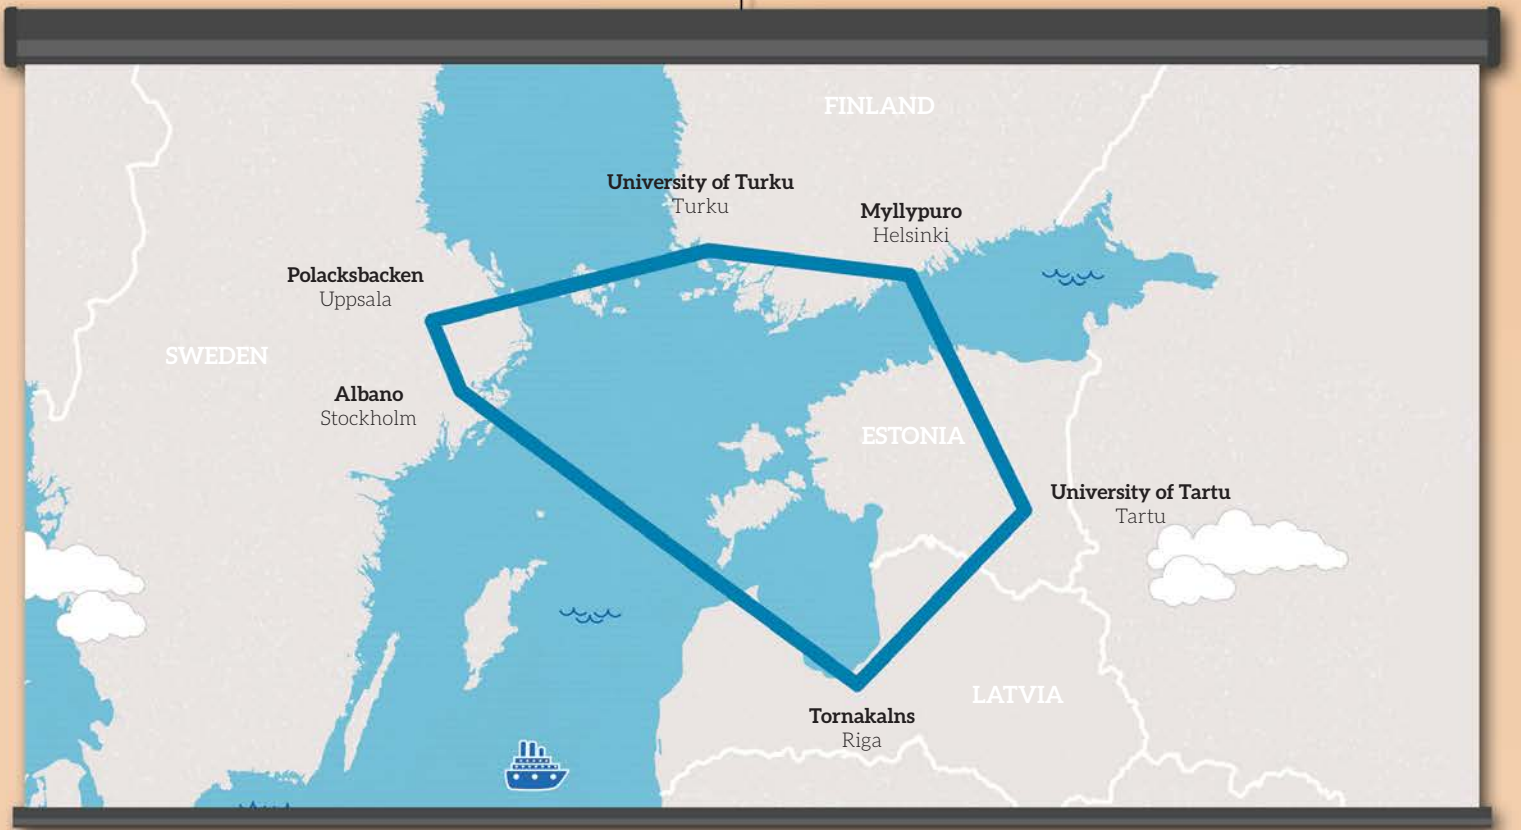 FINLAND
University of Turku
Turku
Myllypuro
Helsinki
Polacksbacken
Uppsala
SWEDEN
Albano
Stockholm
ESTONIA
University of Tartu
Tartu
LATVIA
Tornakalns
Riga